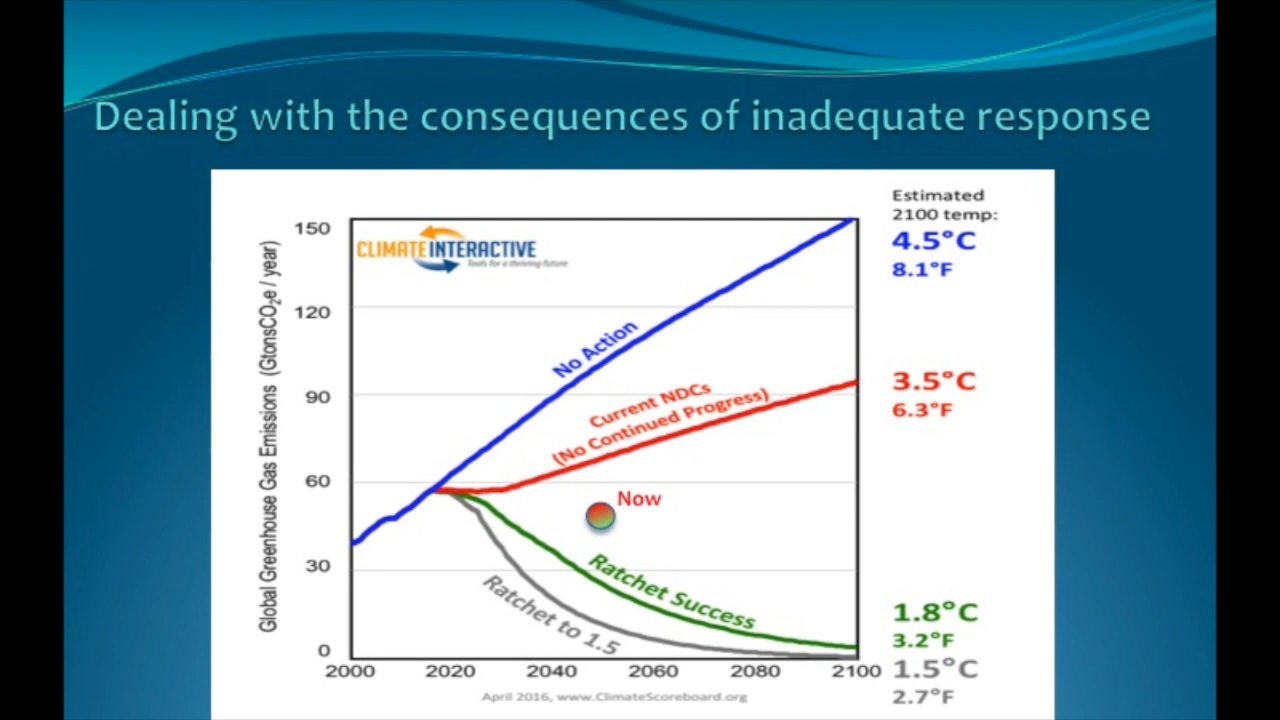 Dealing with the consequences of inadequate response
Estimated
2100 temp:
4.5°C
8.1°F
3.5°C
6.3°F
1.8°C
3.2°F
1.5°C
2.7°F
Global Greenhouse Gas Emissions (GtonsCO₂e / year)
150
120
90
60
30
0
CLIMATE INTERACTIVE
Tools for a thriving future
No Action
Current NDCs
(No Continued Progress)
Now
Ratchet Success
Ratchet to 1.5
2000 2020 2040 2060 2080 2100
April 2016, www.ClimateScoreboard.org